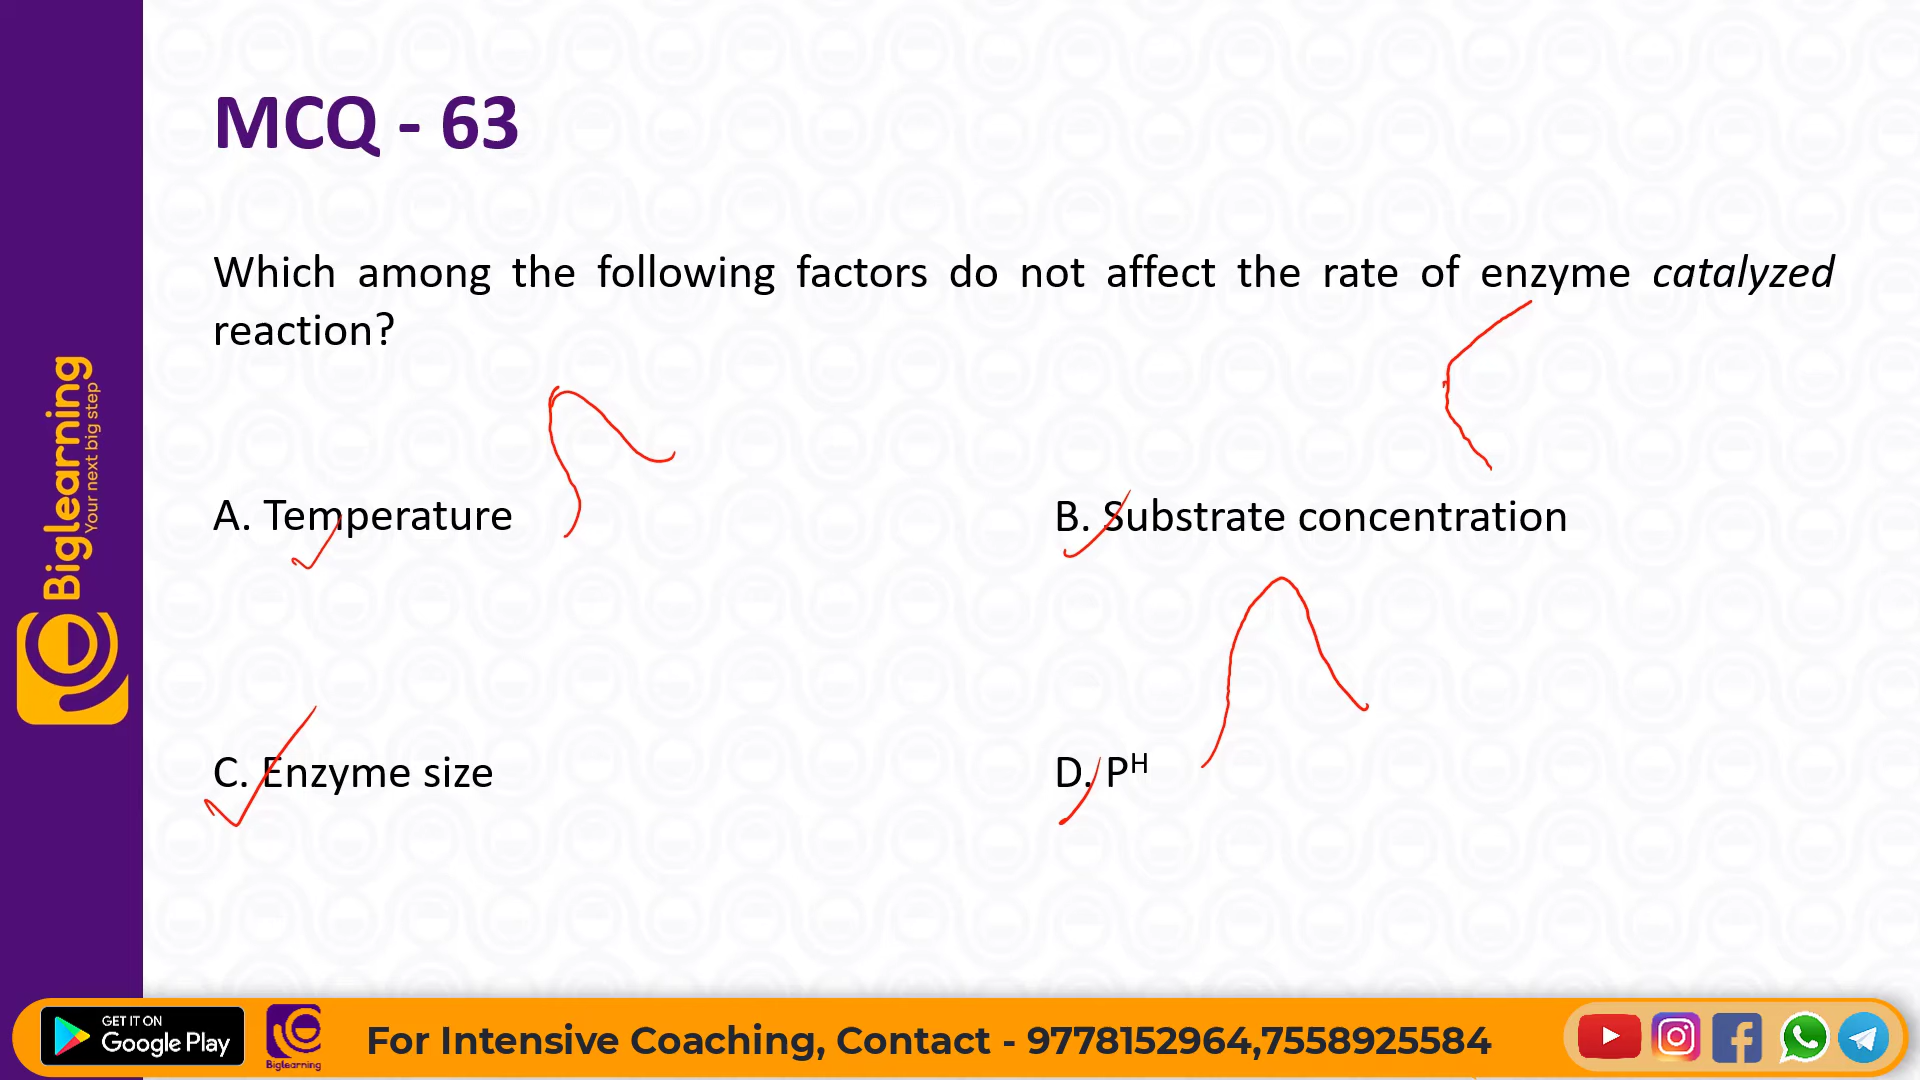 MCQ - 63
Which among the following factors do not affect the rate of enzyme catalyzed
reaction?
A. Temperature
B. Substrate concentration
C. Enzyme size
D. Pᴴ
Biglearning
Your next big step
GET IT ON
Google Play
Biglearning
For Intensive Coaching, Contact - 9778152964,7558925584